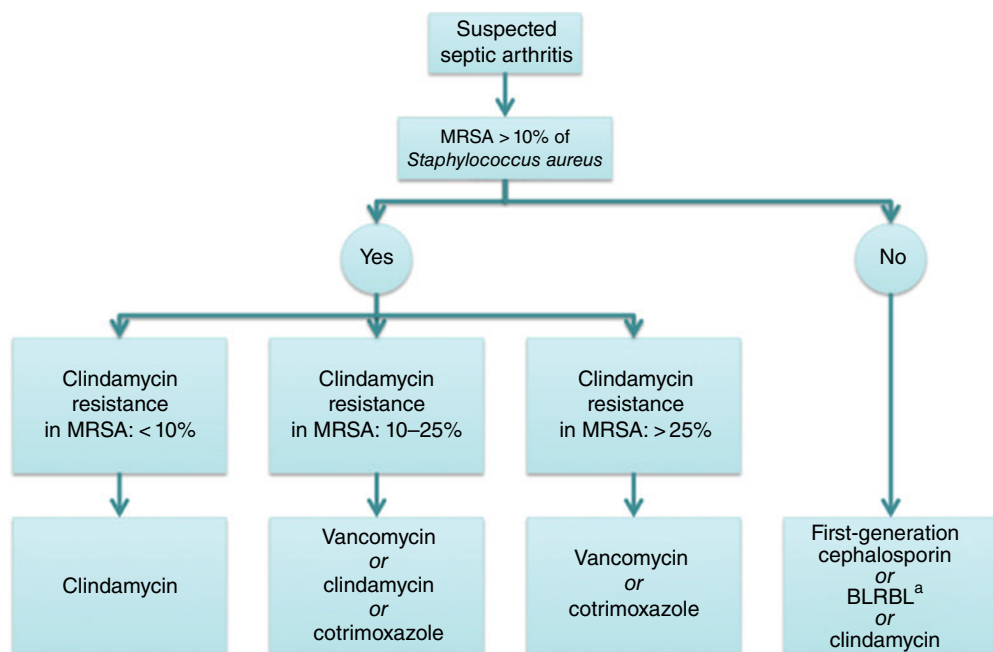 Suspected
septic arthritis
MRSA > 10% of
Staphylococcus aureus
Yes
No
Clindamycin
resistance
in MRSA: < 10%
Clindamycin
resistance
in MRSA: 10–25%
Clindamycin
resistance
in MRSA: > 25%
Clindamycin
Vancomycin
or
clindamycin
or
cotrimoxazole
Vancomycin
or
cotrimoxazole
First-generation
cephalosporin
or
BLRBLᵃ
or
clindamycin